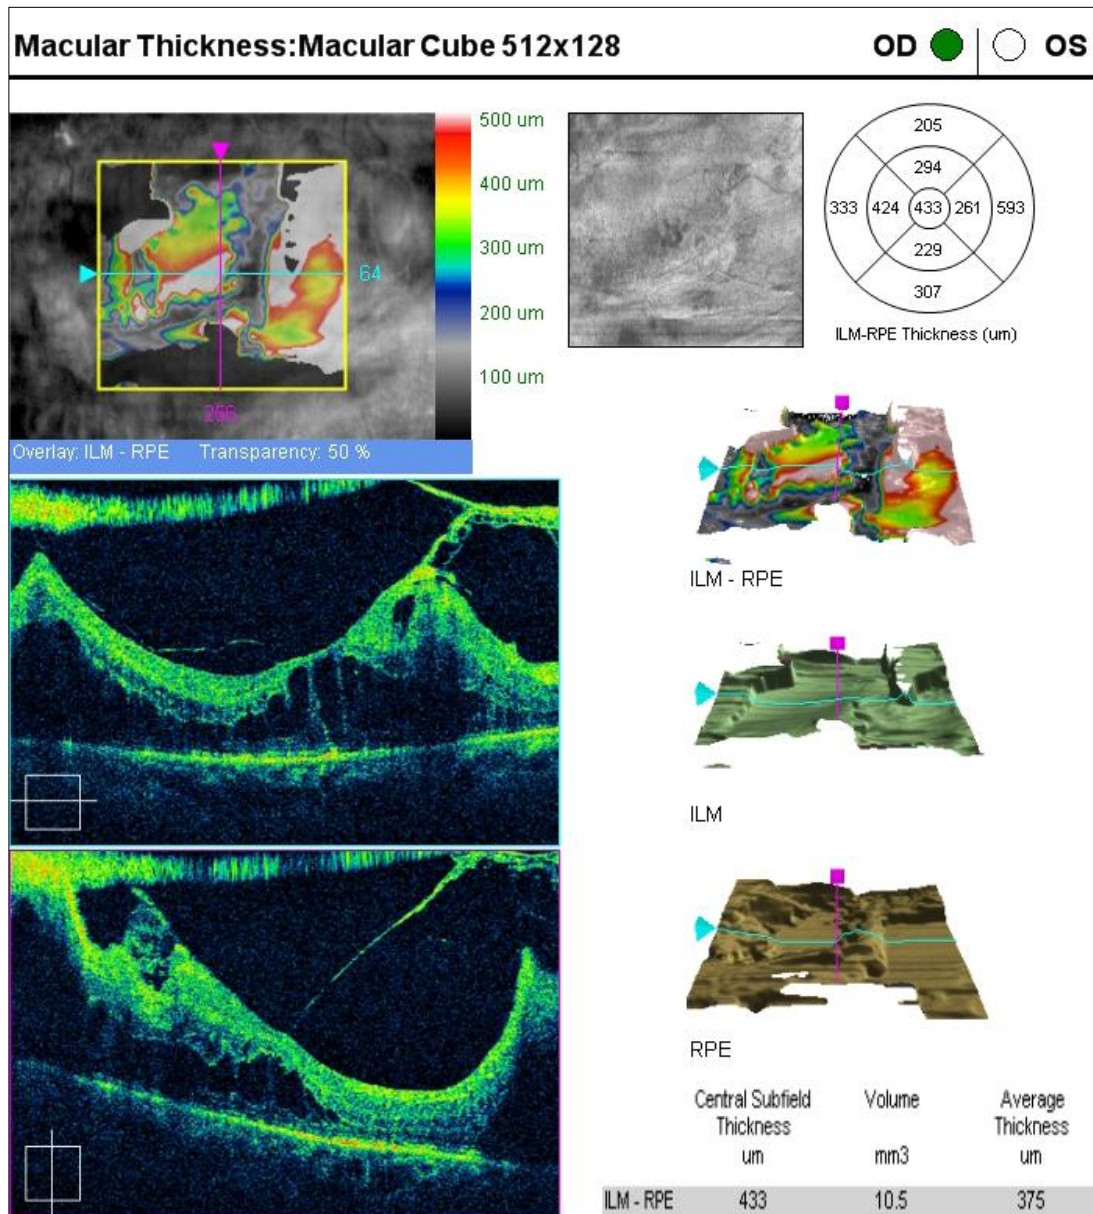 Macular Thickness:Macular Cube 512x128
OD OS
500 um
400 um
300 um
200 um
100 um
64
256
Overlay: ILM - RPE Transparency: 50 %
205
294
333 424 433 261 593
229
307
ILM-RPE Thickness (um)
ILM - RPE
ILM
RPE
Central Subfield Thickness um
Volume mm3
Average Thickness um
ILM - RPE 433 10.5 375